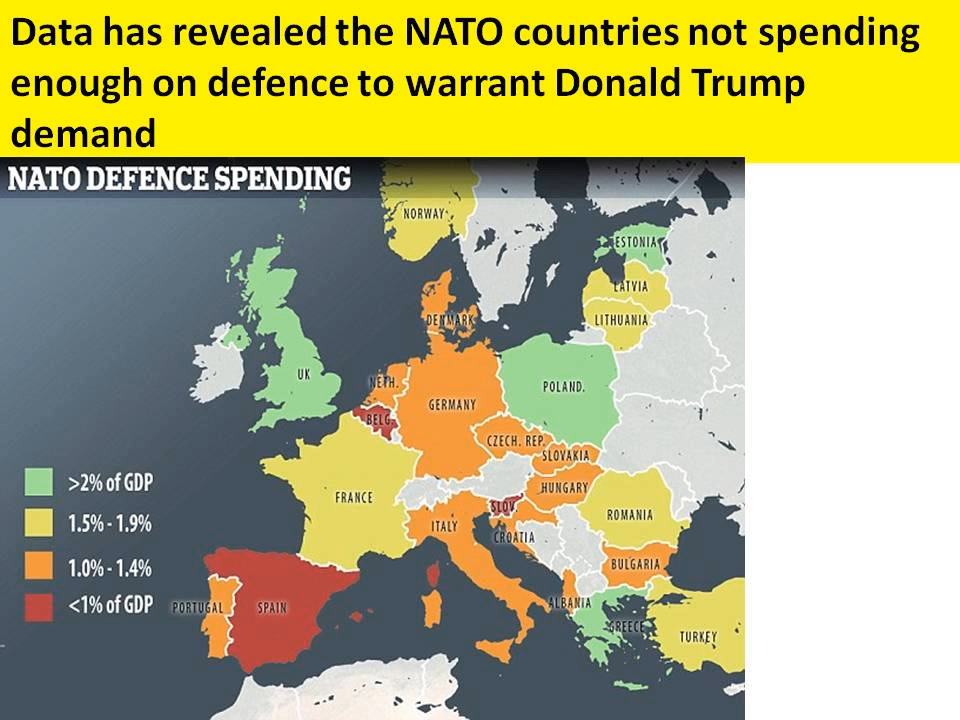 Data has revealed the NATO countries not spending
enough on defence to warrant Donald Trump
demand
NATO DEFENCE SPENDING
NORWAY
ESTONIA
LATVIA
LITHUANIA
DENMARK
UK
NETH.
POLAND.
GERMANY
BELG.
CZECH. REP.
SLOVAKIA
>2% of GDP
HUNGARY
FRANCE
SLOV.
ROMANIA
1.5% - 1.9%
ITALY
CROATIA
1.0% - 1.4%
BULGARIA
<1% of GDP
PORTUGAL
SPAIN
ALBANIA
GREECE
TURKEY